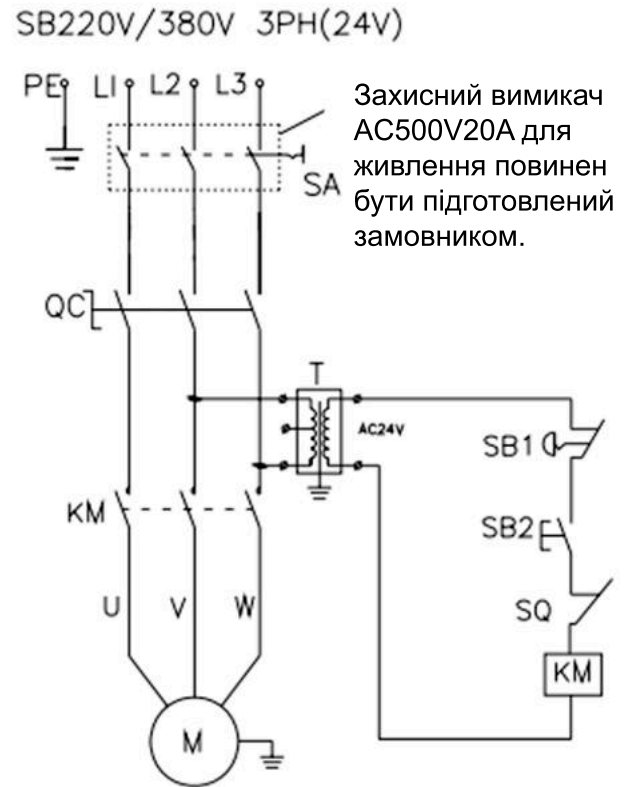 SB220V/380V 3PH(24V)
PE L1 L2 L3
Захисний вимикач
AC500V20A для
живлення повинен
бути підготовлений
замовником.
SA
QC
T
AC24V
SB1
KM
SB2
U V W
SQ
KM
M